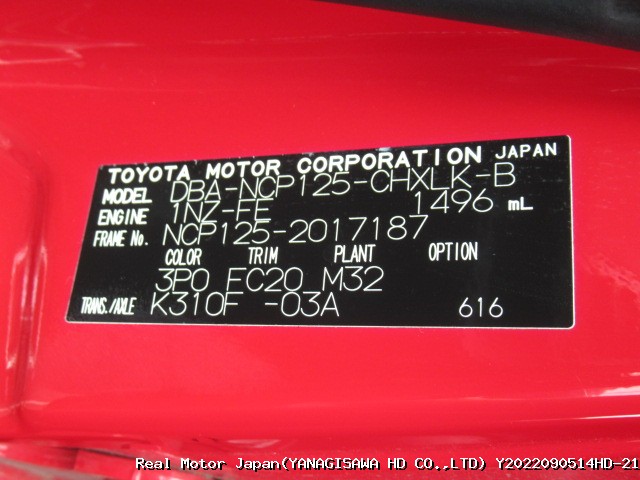 TOYOTA MOTOR CORPORATION JAPAN
MODEL DBA-NCP125-CHXLK-B
ENGINE 1NZ-FE 1496 mL
FRAME No. NCP125-2017187
COLOR TRIM PLANT OPTION
3P0 FC20 M32
TRANS./AXLE K310F -03A 616
Real Motor Japan(YANAGISAWA HD CO.,LTD) Y2022090514HD-21